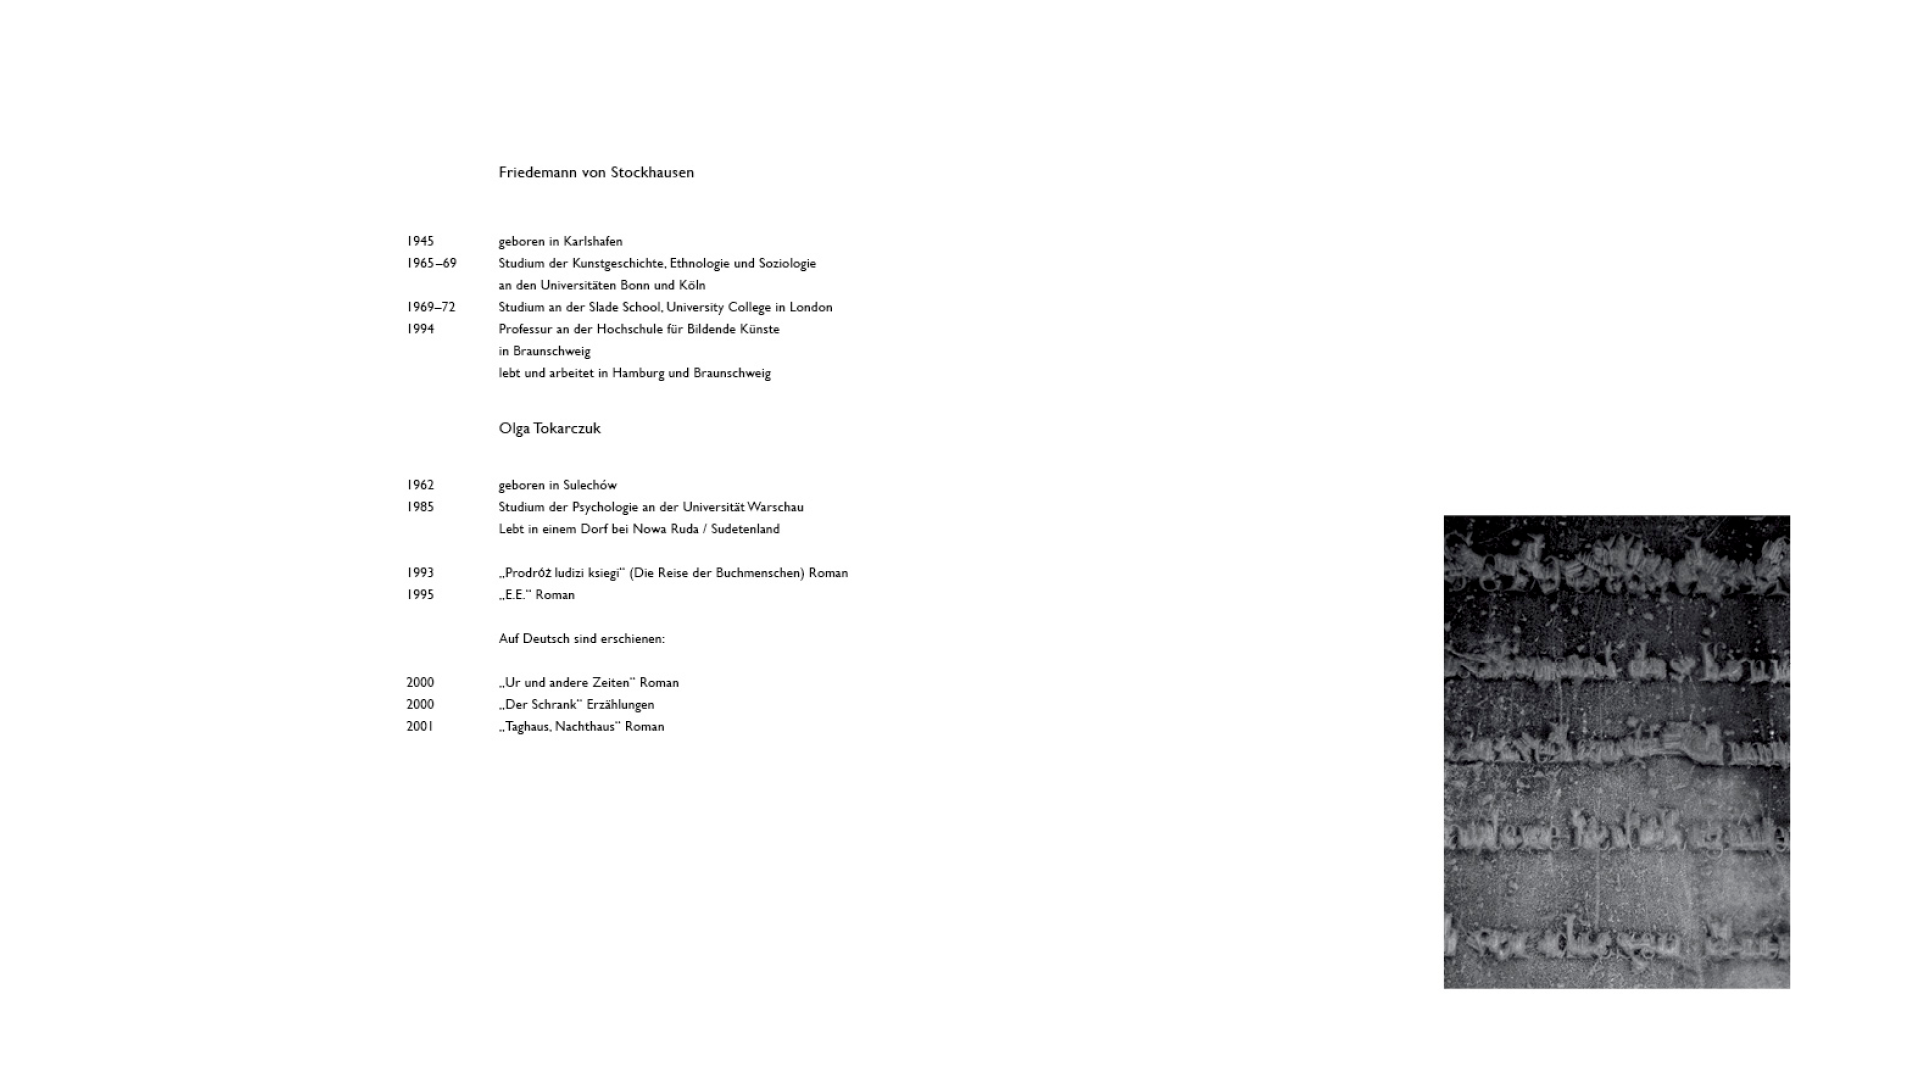 Friedemann von Stockhausen
1945 geboren in Karlshafen
1965–69 Studium der Kunstgeschichte, Ethnologie und Soziologie
an den Universitäten Bonn und Köln
1969–72 Studium an der Slade School, University College in London
1994 Professur an der Hochschule für Bildende Künste
in Braunschweig
lebt und arbeitet in Hamburg und Braunschweig
Olga Tokarczuk
1962 geboren in Sulechów
1985 Studium der Psychologie an der Universität Warschau
Lebt in einem Dorf bei Nowa Ruda / Sudetenland
1993 „Prodróż ludizi ksiegi“ (Die Reise der Buchmenschen) Roman
1995 „E.E.“ Roman
Auf Deutsch sind erschienen:
2000 „Ur und andere Zeiten“ Roman
2000 „Der Schrank“ Erzählungen
2001 „Taghaus, Nachthaus“ Roman